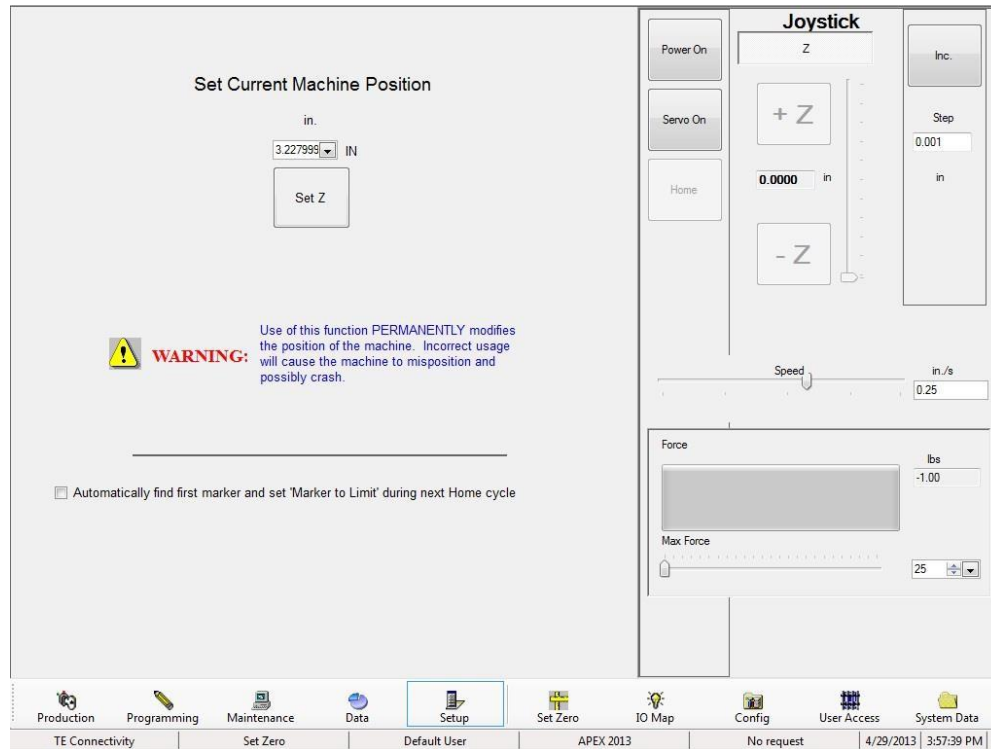 Set Current Machine Position
in.
3.227999 IN
Set Z
WARNING:
Use of this function PERMANENTLY modifies
the position of the machine. Incorrect usage
will cause the machine to misposition and
possibly crash.
Automatically find first marker and set 'Marker to Limit' during next Home cycle
Power On
Servo On
Home
Joystick
Z
+ Z
0.0000 in
- Z
Inc.
Step
0.001
in
Speed
in./s
0.25
Force
lbs
-1.00
Max Force
25
Production Programming Maintenance Data Setup Set Zero IO Map Config User Access System Data
TE Connectivity Set Zero Default User APEX 2013 No request 4/29/2013 3:57:39 PM